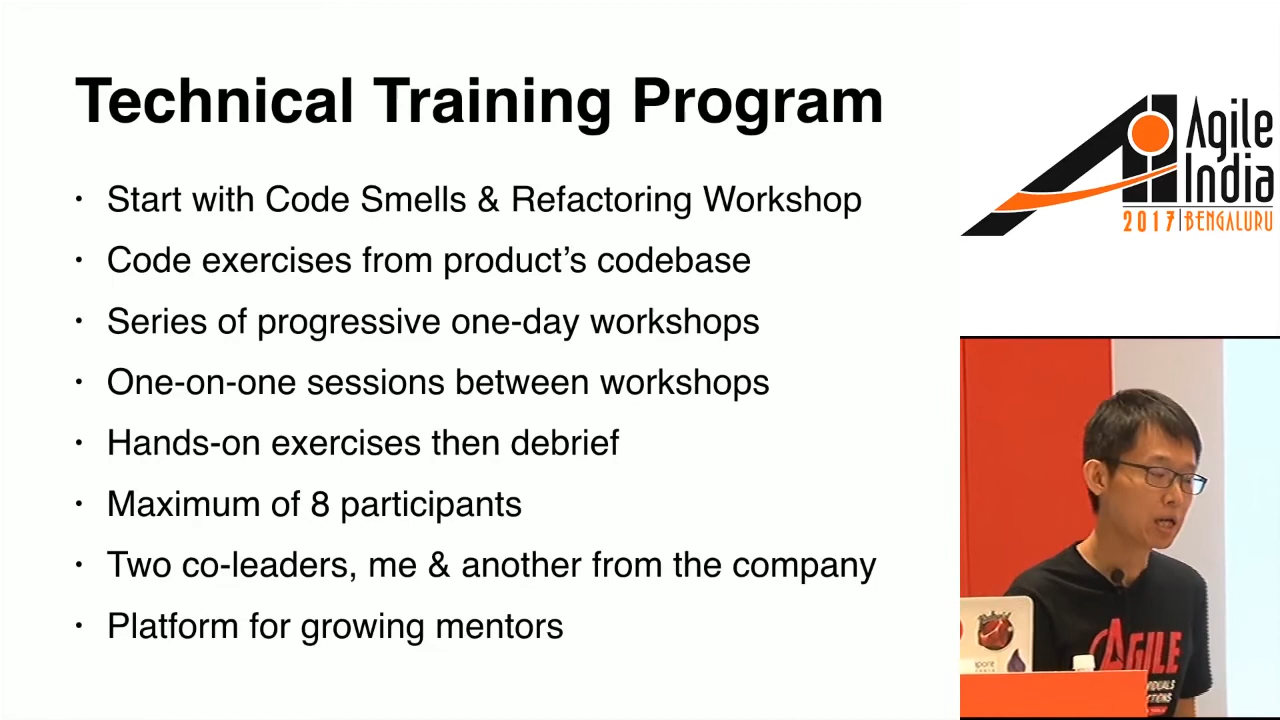 Technical Training Program
• Start with Code Smells & Refactoring Workshop
• Code exercises from product’s codebase
• Series of progressive one-day workshops
• One-on-one sessions between workshops
• Hands-on exercises then debrief
• Maximum of 8 participants
• Two co-leaders, me & another from the company
• Platform for growing mentors
Agile
India
2017 | BENGALURU
AGILE